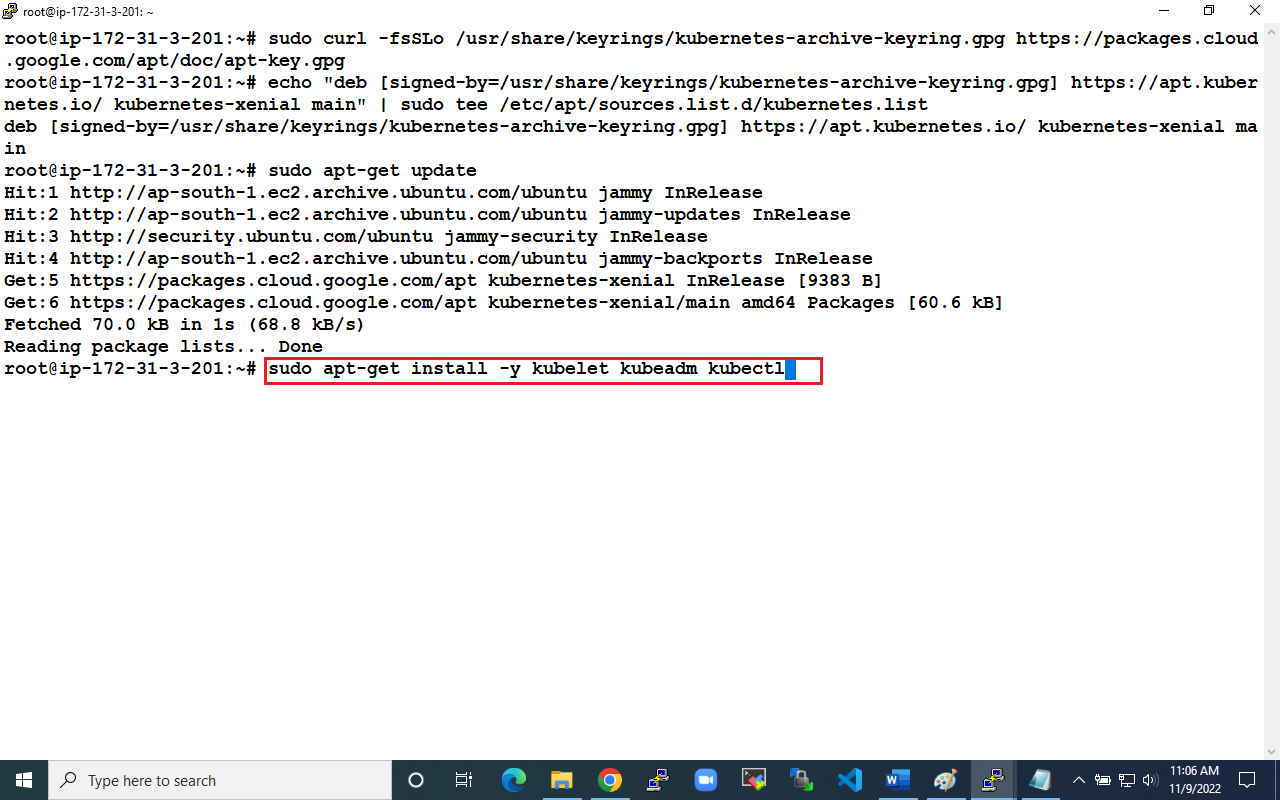 root@ip-172-31-3-201: ~
root@ip-172-31-3-201:~# sudo curl -fsSLo /usr/share/keyrings/kubernetes-archive-keyring.gpg https://packages.cloud
.google.com/apt/doc/apt-key.gpg
root@ip-172-31-3-201:~# echo "deb [signed-by=/usr/share/keyrings/kubernetes-archive-keyring.gpg] https://apt.kuber
netes.io/ kubernetes-xenial main" | sudo tee /etc/apt/sources.list.d/kubernetes.list
deb [signed-by=/usr/share/keyrings/kubernetes-archive-keyring.gpg] https://apt.kubernetes.io/ kubernetes-xenial ma
in
root@ip-172-31-3-201:~# sudo apt-get update
Hit:1 http://ap-south-1.ec2.archive.ubuntu.com/ubuntu jammy InRelease
Hit:2 http://ap-south-1.ec2.archive.ubuntu.com/ubuntu jammy-updates InRelease
Hit:3 http://security.ubuntu.com/ubuntu jammy-security InRelease
Hit:4 http://ap-south-1.ec2.archive.ubuntu.com/ubuntu jammy-backports InRelease
Get:5 https://packages.cloud.google.com/apt kubernetes-xenial InRelease [9383 B]
Get:6 https://packages.cloud.google.com/apt kubernetes-xenial/main amd64 Packages [60.6 kB]
Fetched 70.0 kB in 1s (68.8 kB/s)
Reading package lists... Done
root@ip-172-31-3-201:~# sudo apt-get install -y kubelet kubeadm kubectl
Type here to search
11:06 AM
11/9/2022